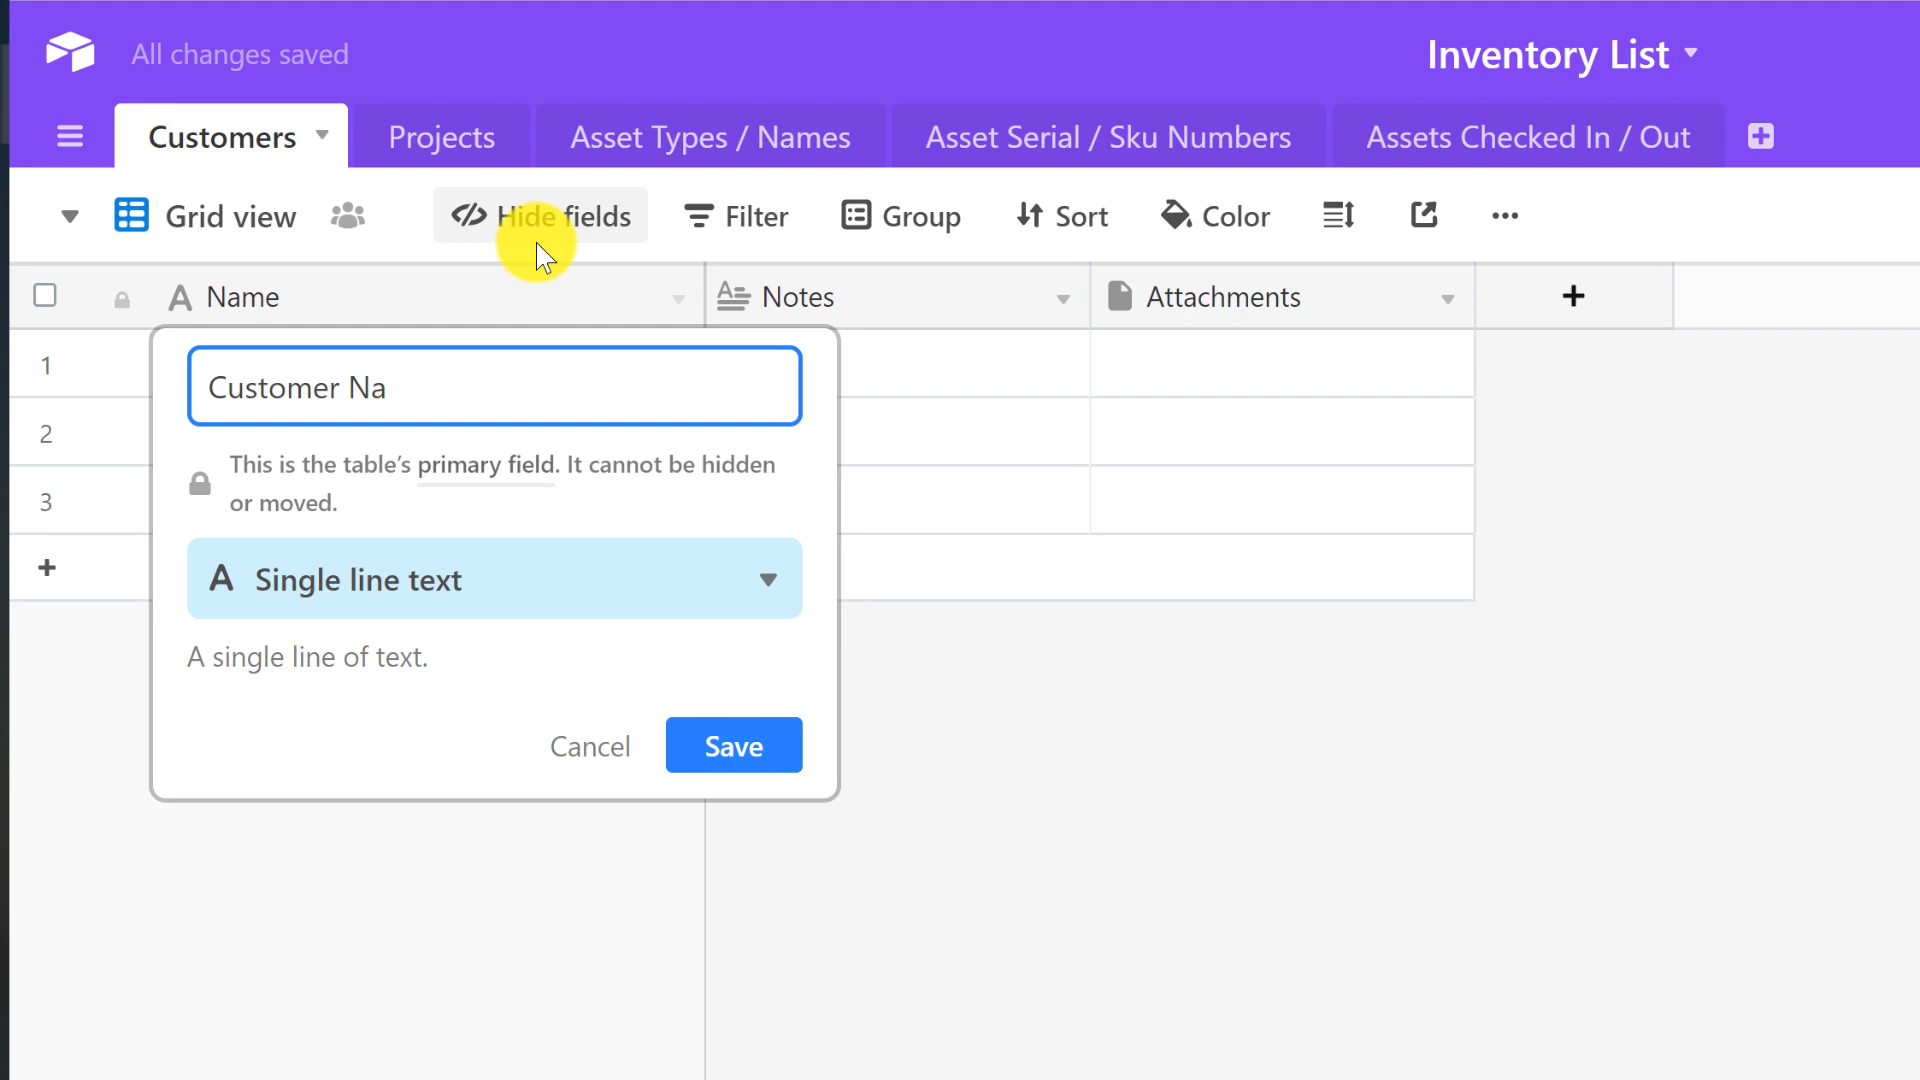 All changes saved
Inventory List
Customers
Projects
Asset Types / Names
Asset Serial / Sku Numbers
Assets Checked In / Out
Grid view
Hide fields
Filter
Group
Sort
Color
A Name
Notes
Attachments
1
2
3
Customer Na
This is the table's primary field. It cannot be hidden
or moved.
A Single line text
A single line of text.
Cancel
Save